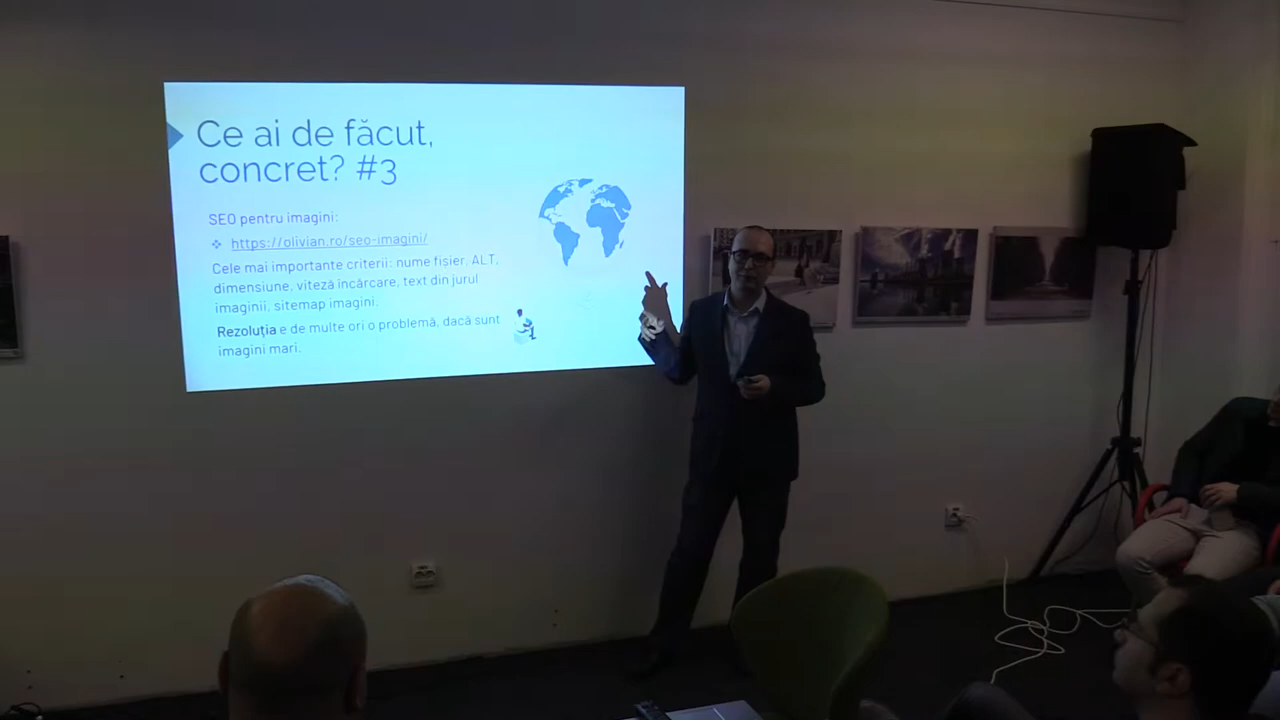 Ce ai de făcut,
concret? #3
SEO pentru imagini:
https://olivian.ro/seo-imagini/
Cele mai importante criterii: nume fișier, ALT,
dimensiune, viteză încărcare, text din jurul
imaginii, sitemap imagini.
Rezoluția e de multe ori o problemă, dacă sunt
imagini mari.